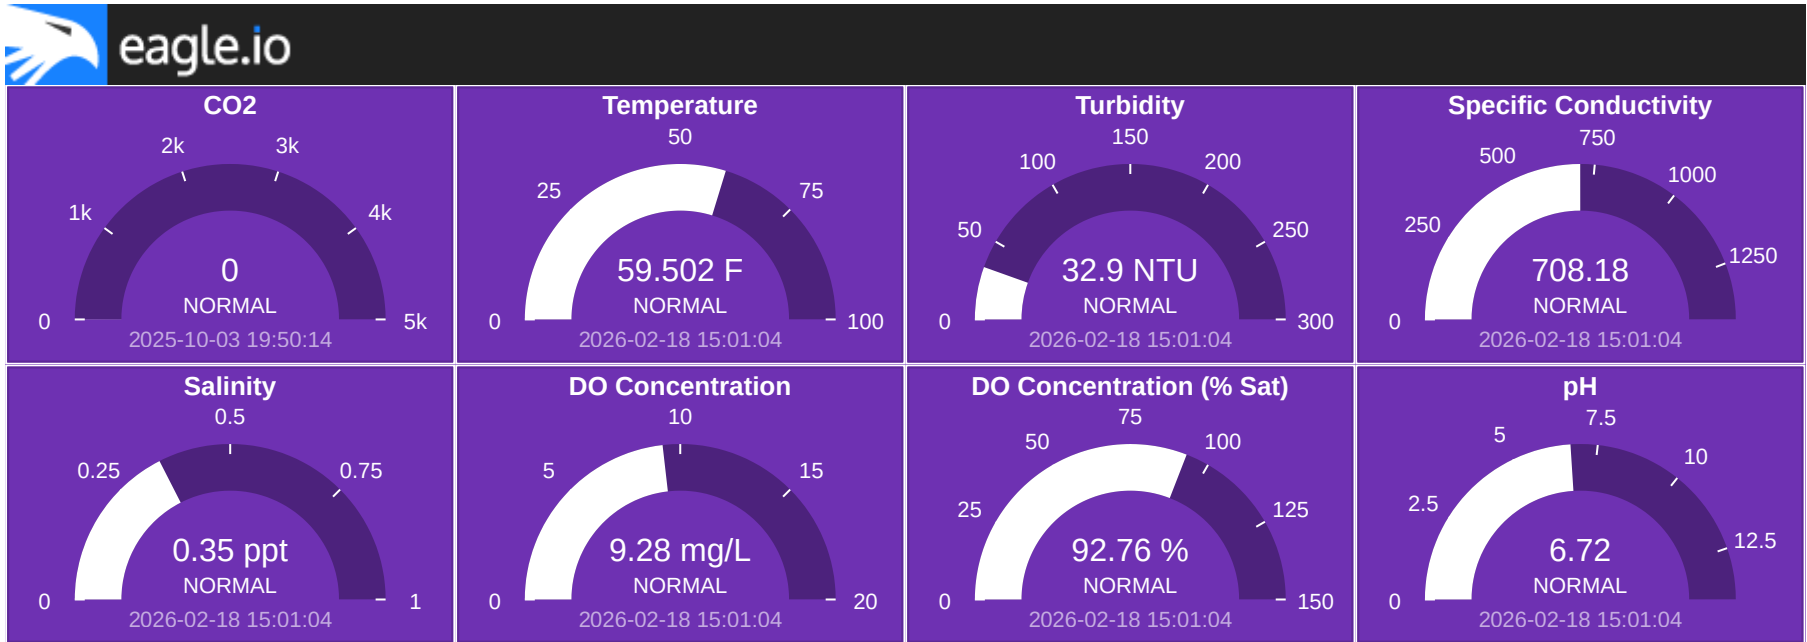 eagle.io
CO2
0
1k
2k
3k
4k
5k
0
NORMAL
2025-10-03 19:50:14
Temperature
0
25
50
75
100
59.502 F
NORMAL
2026-02-18 15:01:04
Turbidity
0
50
100
150
200
250
300
32.9 NTU
NORMAL
2026-02-18 15:01:04
Specific Conductivity
0
250
500
750
1000
1250
708.18
NORMAL
2026-02-18 15:01:04
Salinity
0
0.25
0.5
0.75
1
0.35 ppt
NORMAL
2026-02-18 15:01:04
DO Concentration
0
5
10
15
20
9.28 mg/L
NORMAL
2026-02-18 15:01:04
DO Concentration (% Sat)
0
25
50
75
100
125
150
92.76 %
NORMAL
2026-02-18 15:01:04
pH
0
2.5
5
7.5
10
12.5
6.72
NORMAL
2026-02-18 15:01:04